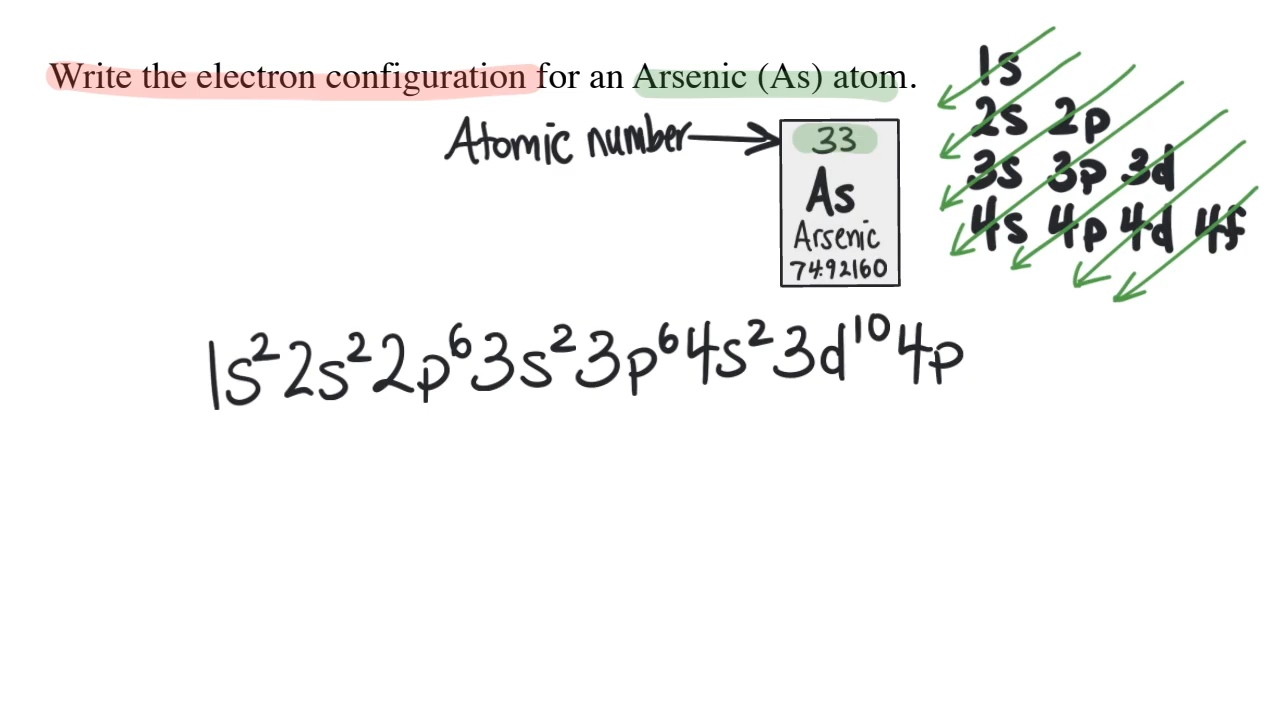 Write the electron configuration for an Arsenic (As) atom.
Atomic number
33
As
Arsenic
74.92160
1s
2s 2p
3s 3p 3d
4s 4p 4d 4f
1s²2s²2p⁶3s²3p⁶4s²3d¹⁰4p